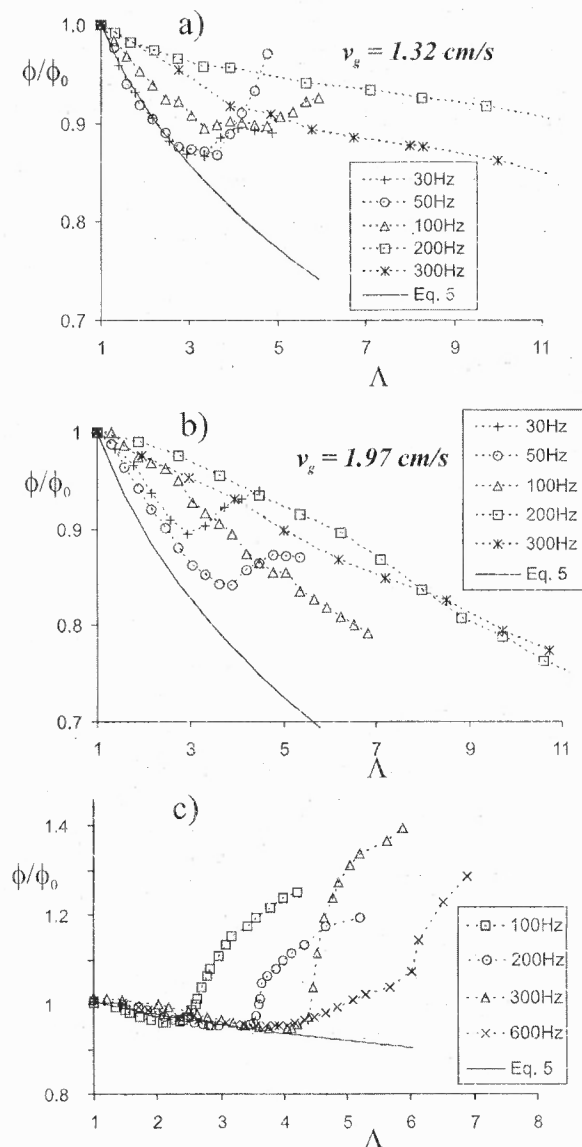 a)
v_g = 1.32 cm/s
ϕ/ϕ₀
1.0
0.9
0.8
0.7
30Hz
50Hz
100Hz
200Hz
300Hz
Eq. 5
1 3 5 7 9 11
Λ
b)
v_g = 1.97 cm/s
ϕ/ϕ₀
1.0
0.9
0.8
0.7
30Hz
50Hz
100Hz
200Hz
300Hz
Eq. 5
1 3 5 7 9 11
Λ
c)
ϕ/ϕ₀
1.4
1.2
1
0.8
100Hz
200Hz
300Hz
600Hz
Eq. 5
1 2 3 4 5 6 7 8
Λ